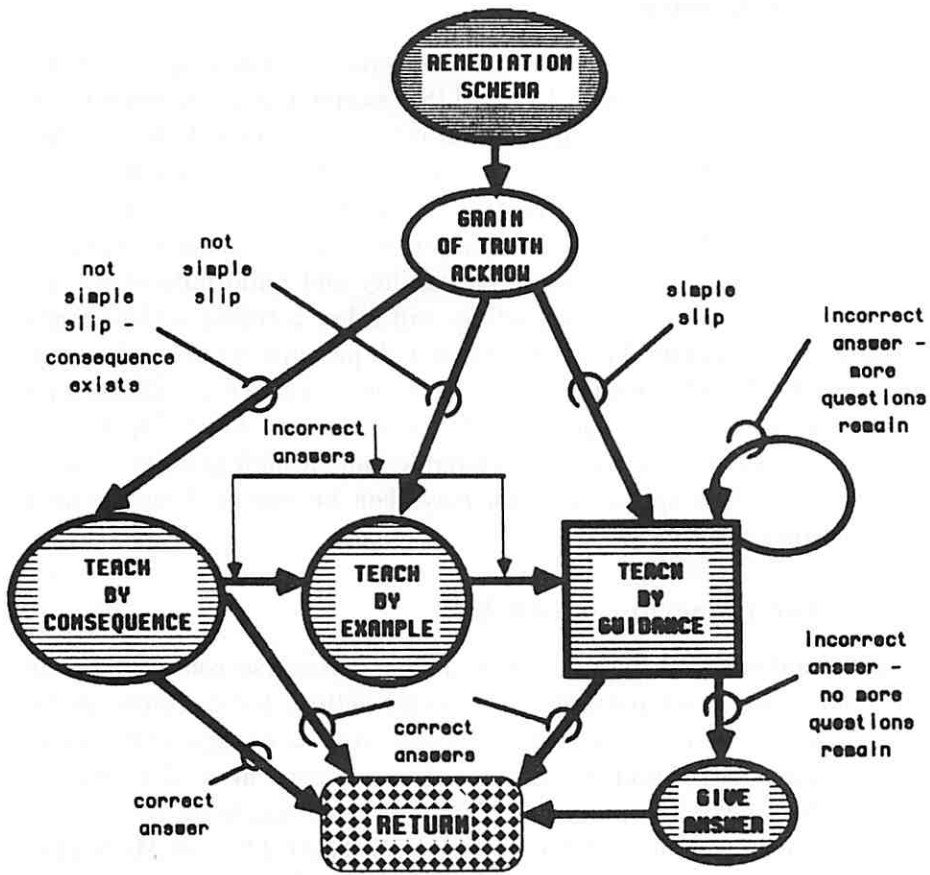 REMEDIATION
SCHEMA
GRAIN
OF TRUTH
ACKNOW
not
simple
slip -
consequence
exists
not
simple
slip
simple
slip
incorrect
answer -
more
questions
remain
incorrect
answers
TEACH
BY
CONSEQUENCE
TEACH
BY
EXAMPLE
TEACH
BY
GUIDANCE
incorrect
answer -
no more
questions
remain
correct
answers
correct
answer
RETURN
GIVE
ANSWER